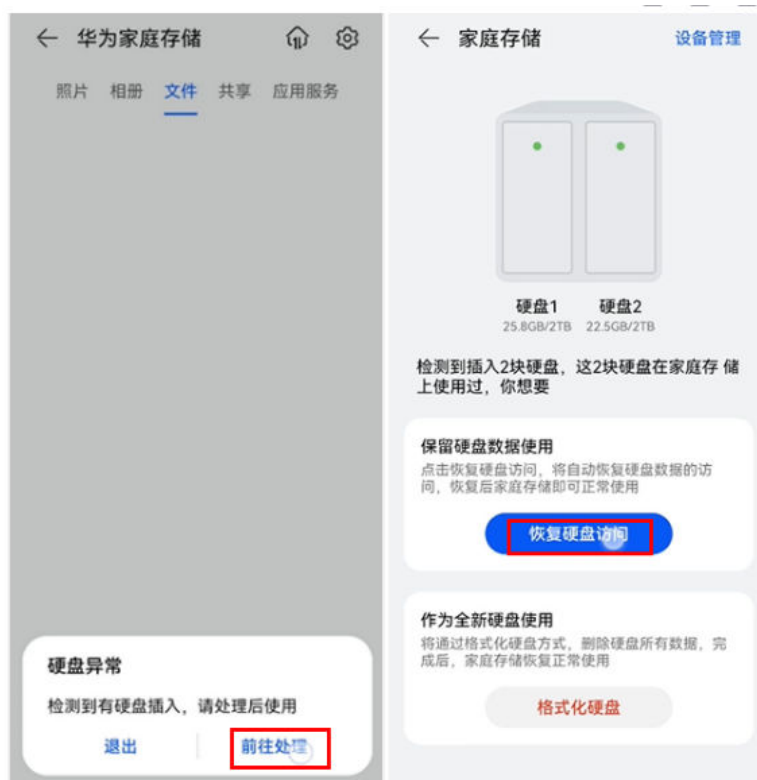 华为家庭存储
照片 相册 文件 共享 应用服务
硬盘异常
检测到有硬盘插入，请处理后使用
退出 前往处理
家庭存储 设备管理
硬盘1 硬盘2
25.8GB/2TB 22.5GB/2TB
检测到插入2块硬盘，这2块硬盘在家庭存 储
上使用过，你想要
保留硬盘数据使用
点击恢复硬盘访问，将自动恢复硬盘数据的访
问，恢复后家庭存储即可正常使用
恢复硬盘访问
作为全新硬盘使用
将通过格式化硬盘方式，删除硬盘所有数据，完
成后，家庭存储恢复正常使用
格式化硬盘